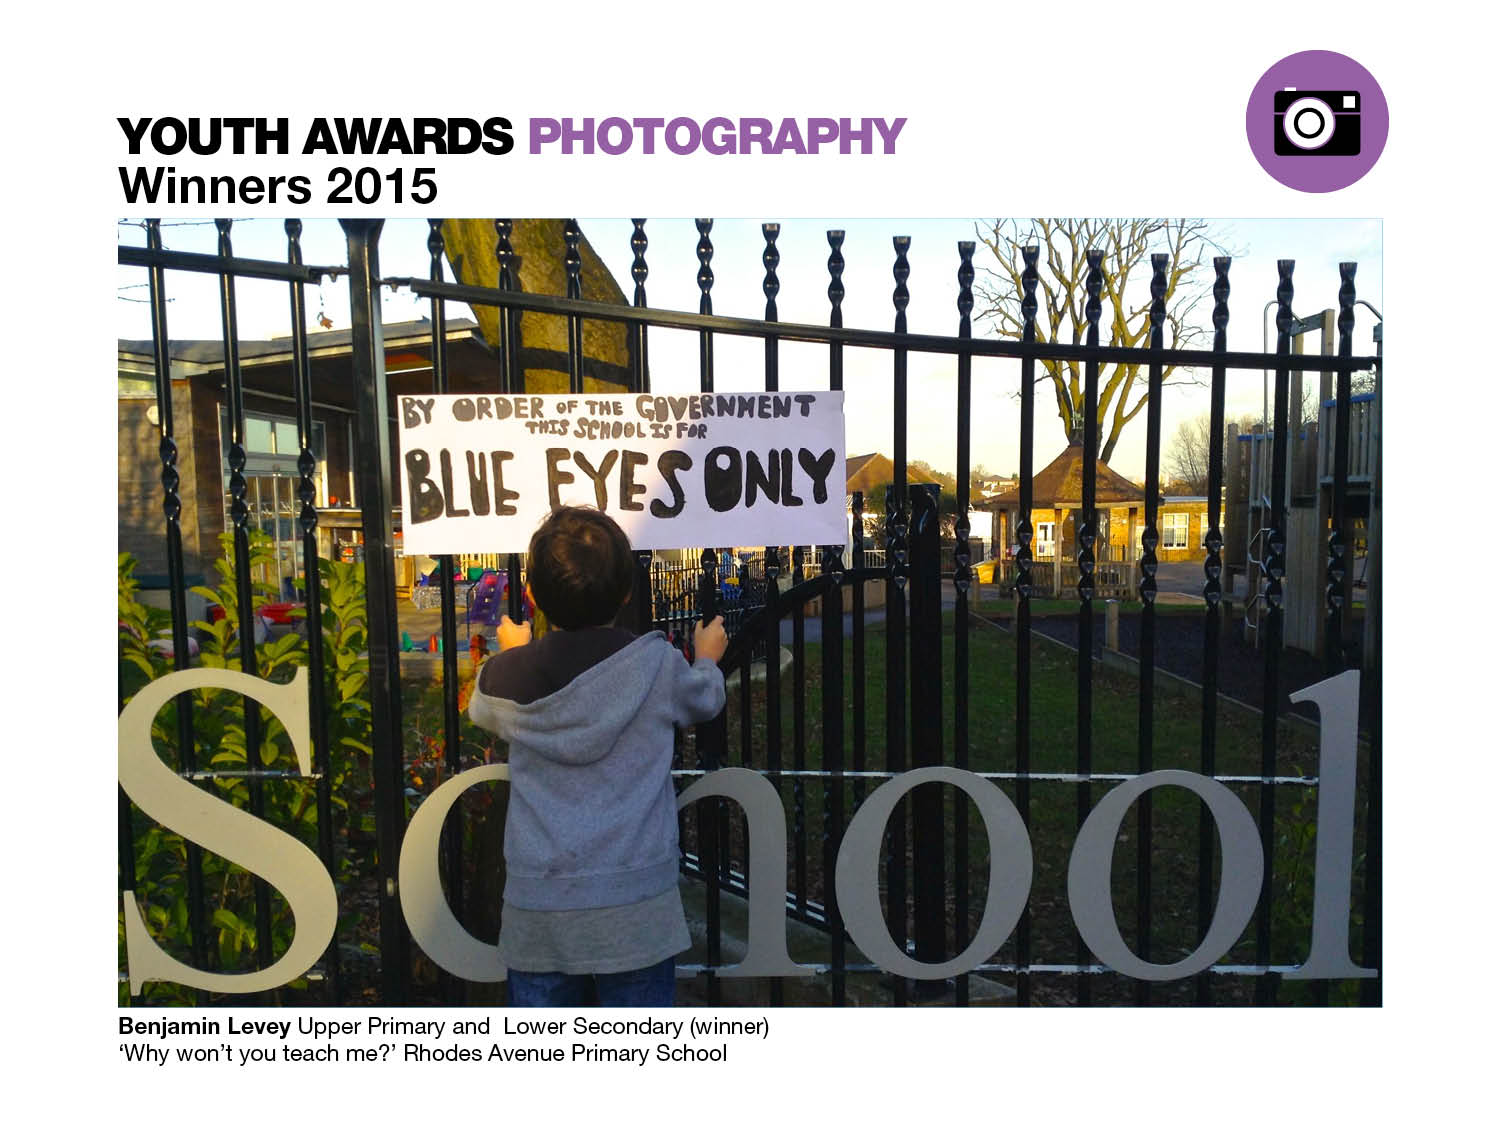 YOUTH AWARDS PHOTOGRAPHY
Winners 2015
BY ORDER OF THE GOVERNMENT
THIS SCHOOL IS FOR
BLUE EYES ONLY
School
Benjamin Levey Upper Primary and Lower Secondary (winner)
‘Why won’t you teach me?’ Rhodes Avenue Primary School